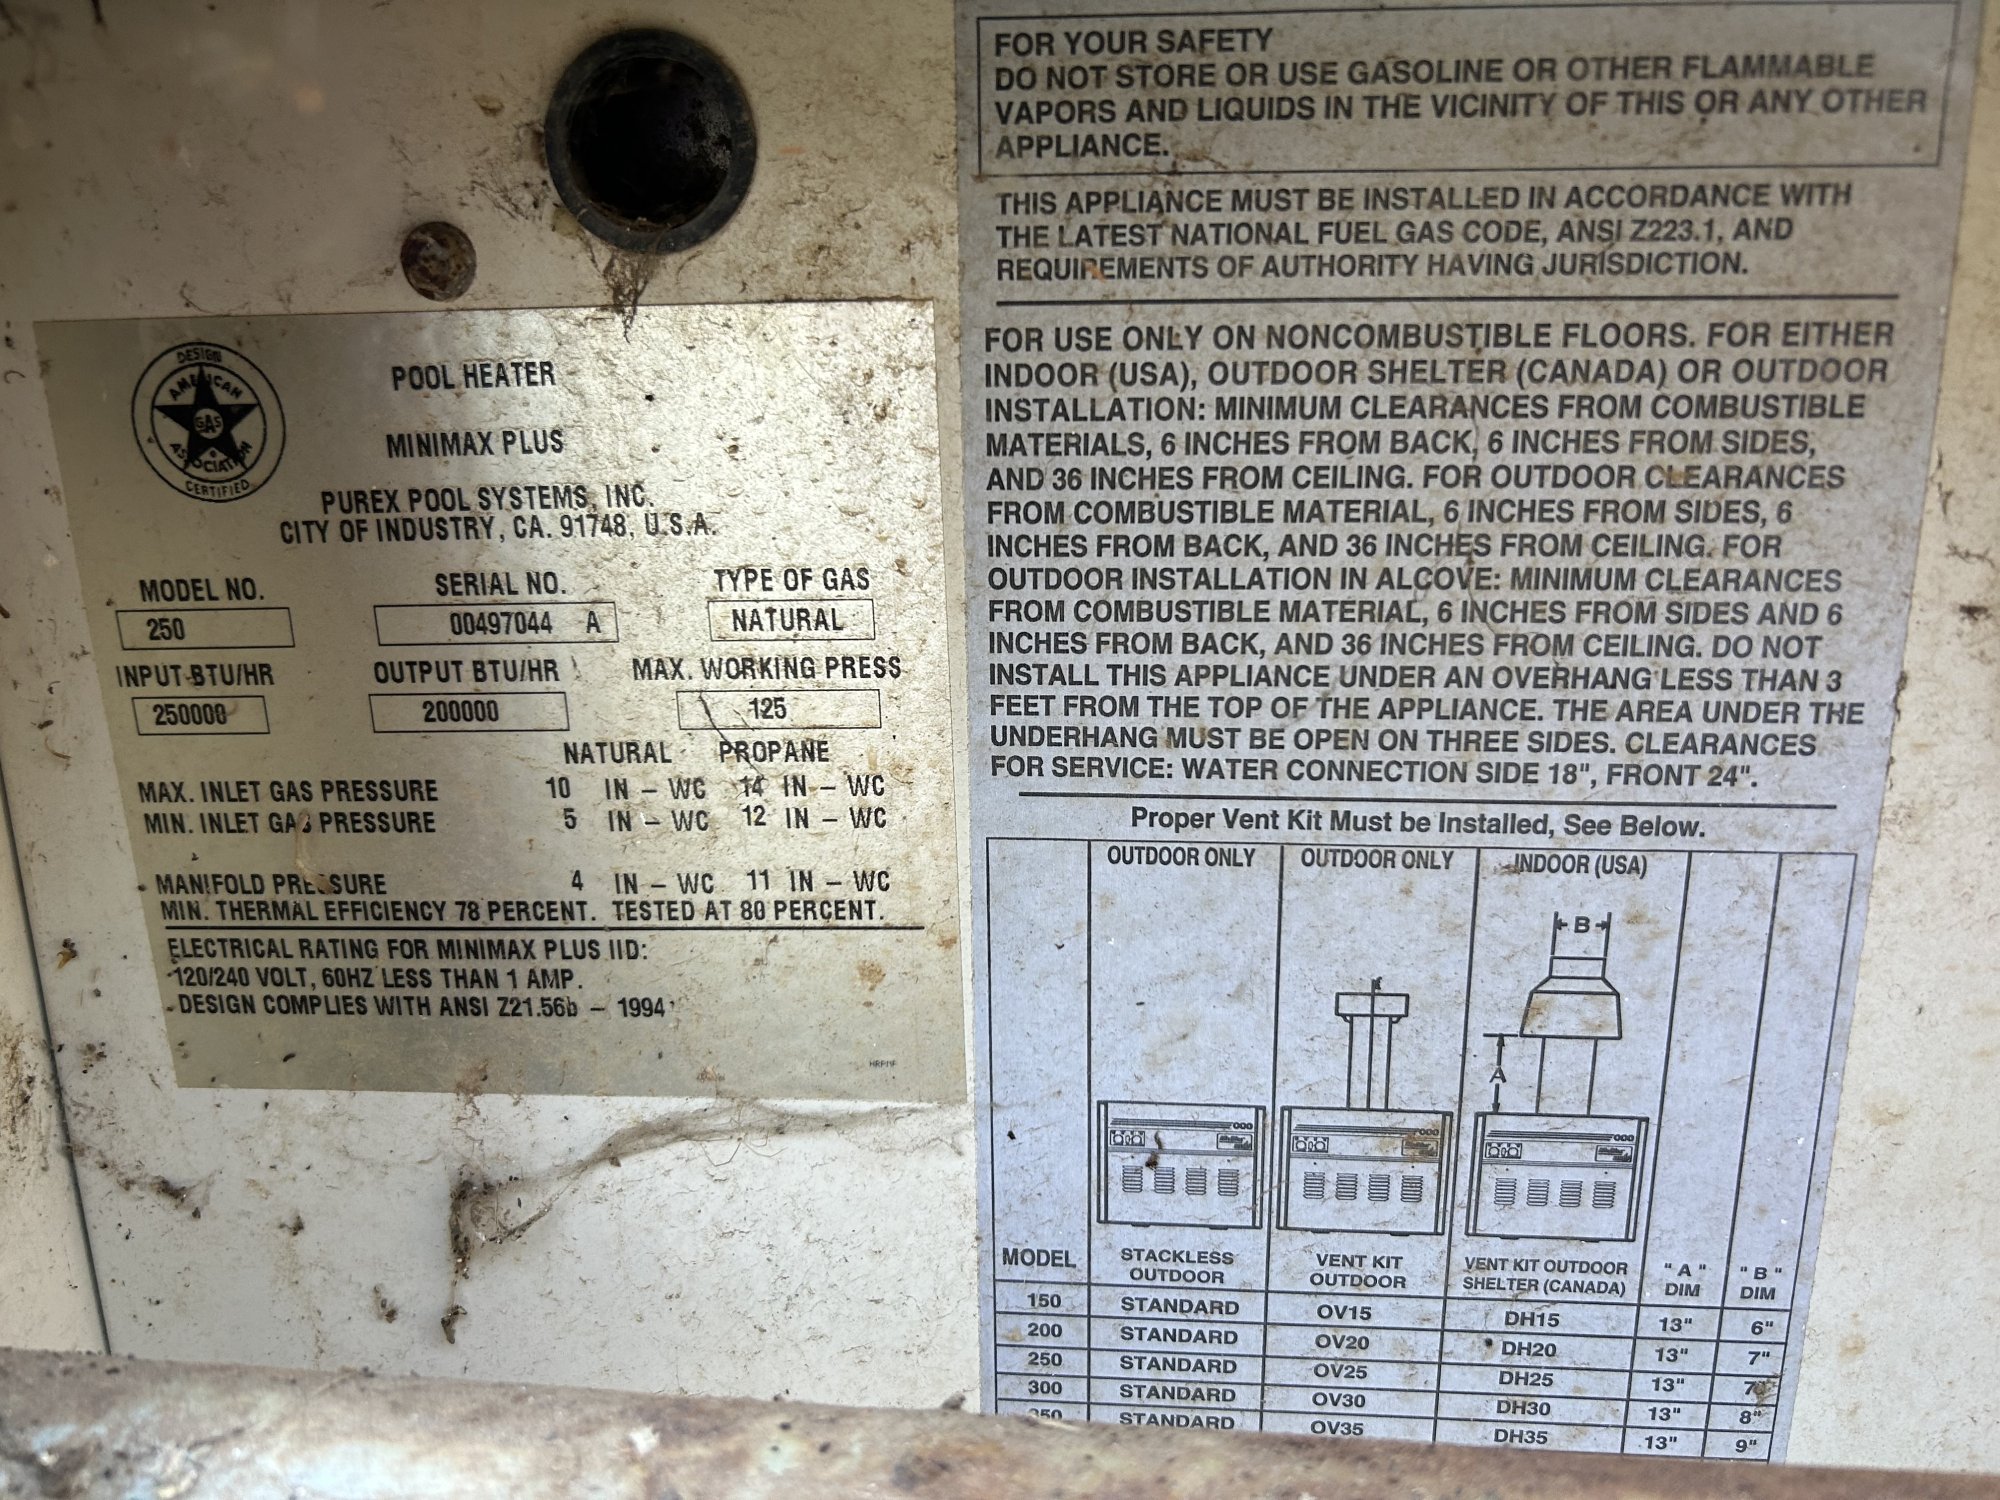 DESIGN
AMERICAN
GAS
ASSOCIATION
CERTIFIED
POOL HEATER
MINIMAX PLUS
PUREX POOL SYSTEMS, INC.
CITY OF INDUSTRY, CA. 91748, U.S.A.
MODEL NO. SERIAL NO. TYPE OF GAS
250 00497044 A NATURAL
INPUT BTU/HR OUTPUT BTU/HR MAX. WORKING PRESS
250000 200000 125
NATURAL PROPANE
MAX. INLET GAS PRESSURE 10 IN – WC 14 IN – WC
MIN. INLET GAS PRESSURE 5 IN – WC 12 IN – WC
MANIFOLD PRESSURE 4 IN – WC 11 IN – WC
MIN. THERMAL EFFICIENCY 78 PERCENT. TESTED AT 80 PERCENT.
ELECTRICAL RATING FOR MINIMAX PLUS IID:
120/240 VOLT, 60HZ LESS THAN 1 AMP.
DESIGN COMPLIES WITH ANSI Z21.56b – 1994
FOR YOUR SAFETY
DO NOT STORE OR USE GASOLINE OR OTHER FLAMMABLE
VAPORS AND LIQUIDS IN THE VICINITY OF THIS OR ANY OTHER
APPLIANCE.
THIS APPLIANCE MUST BE INSTALLED IN ACCORDANCE WITH
THE LATEST NATIONAL FUEL GAS CODE, ANSI Z223.1, AND
REQUIREMENTS OF AUTHORITY HAVING JURISDICTION.
FOR USE ONLY ON NONCOMBUSTIBLE FLOORS. FOR EITHER
INDOOR (USA), OUTDOOR SHELTER (CANADA) OR OUTDOOR
INSTALLATION: MINIMUM CLEARANCES FROM COMBUSTIBLE
MATERIALS, 6 INCHES FROM BACK, 6 INCHES FROM SIDES,
AND 36 INCHES FROM CEILING. FOR OUTDOOR CLEARANCES
FROM COMBUSTIBLE MATERIAL, 6 INCHES FROM SIDES, 6
INCHES FROM BACK, AND 36 INCHES FROM CEILING. FOR
OUTDOOR INSTALLATION IN ALCOVE: MINIMUM CLEARANCES
FROM COMBUSTIBLE MATERIAL, 6 INCHES FROM SIDES AND 6
INCHES FROM BACK, AND 36 INCHES FROM CEILING. DO NOT
INSTALL THIS APPLIANCE UNDER AN OVERHANG LESS THAN 3
FEET FROM THE TOP OF THE APPLIANCE. THE AREA UNDER THE
UNDERHANG MUST BE OPEN ON THREE SIDES. CLEARANCES
FOR SERVICE: WATER CONNECTION SIDE 18", FRONT 24".
Proper Vent Kit Must be Installed, See Below.
OUTDOOR ONLY OUTDOOR ONLY INDOOR (USA)
B
A
MODEL STACKLESS OUTDOOR VENT KIT OUTDOOR VENT KIT OUTDOOR SHELTER (CANADA) "A" DIM "B" DIM
150 STANDARD OV15 DH15 13" 6"
200 STANDARD OV20 DH20 13" 7"
250 STANDARD OV25 DH25 13" 7"
300 STANDARD OV30 DH30 13" 8"
350 STANDARD OV35 DH35 13" 9"